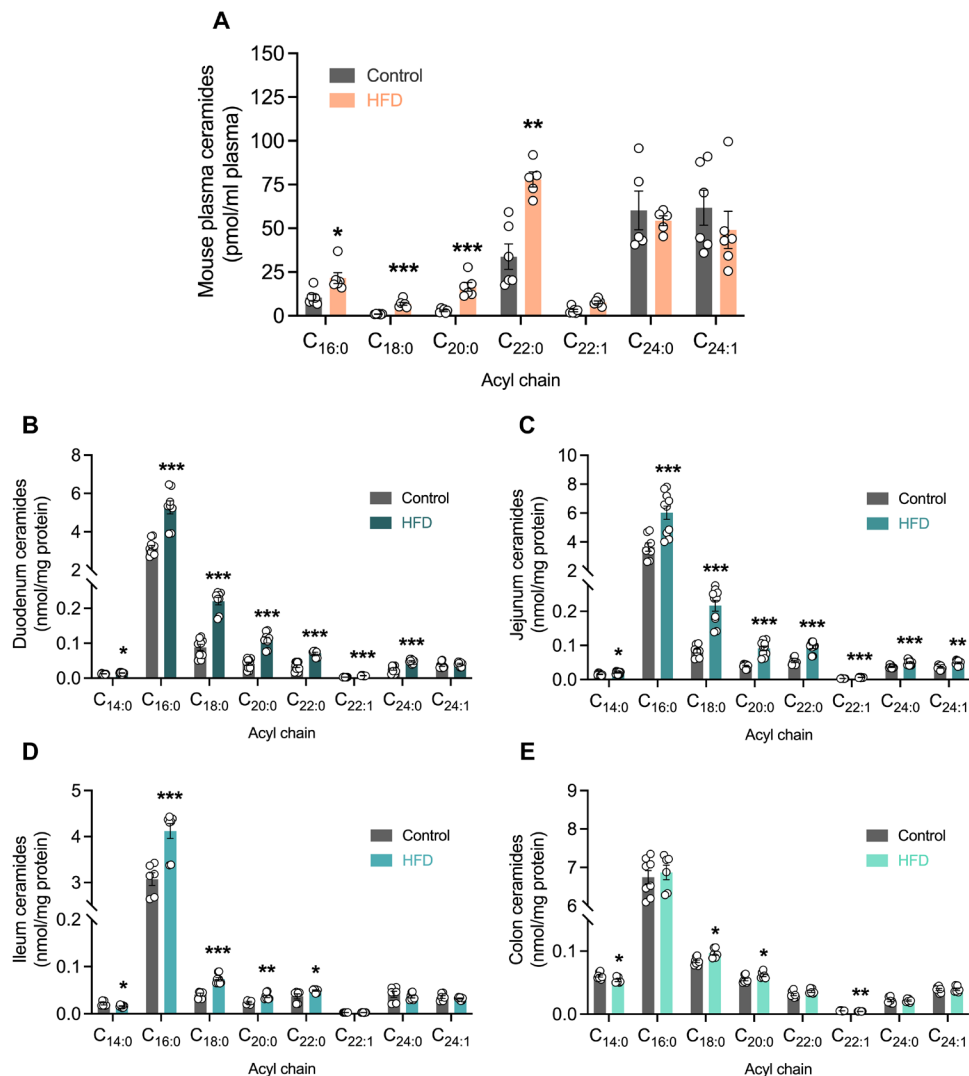 A
Mouse plasma ceramides
(pmol/ml plasma)
150
125
100
75
50
25
0
Control
HFD
*
***
***
**
C16:0 C18:0 C20:0 C22:0 C22:1 C24:0 C24:1
Acyl chain
B
Duodenum ceramides
(nmol/mg protein)
8
6
4
2
0.2
0.1
0.0
Control
HFD
*
***
***
***
***
***
***
C14:0 C16:0 C18:0 C20:0 C22:0 C22:1 C24:0 C24:1
Acyl chain
C
Jejunum ceramides
(nmol/mg protein)
10
8
6
4
2
0.2
0.1
0.0
Control
HFD
*
***
***
***
***
***
***
**
C14:0 C16:0 C18:0 C20:0 C22:0 C22:1 C24:0 C24:1
Acyl chain
D
Ileum ceramides
(nmol/mg protein)
5
4
3
0.2
0.1
0.0
Control
HFD
*
***
***
**
*
C14:0 C16:0 C18:0 C20:0 C22:0 C22:1 C24:0 C24:1
Acyl chain
E
Colon ceramides
(nmol/mg protein)
9
8
7
6
0.1
0.0
Control
HFD
*
*
*
**
C14:0 C16:0 C18:0 C20:0 C22:0 C22:1 C24:0 C24:1
Acyl chain